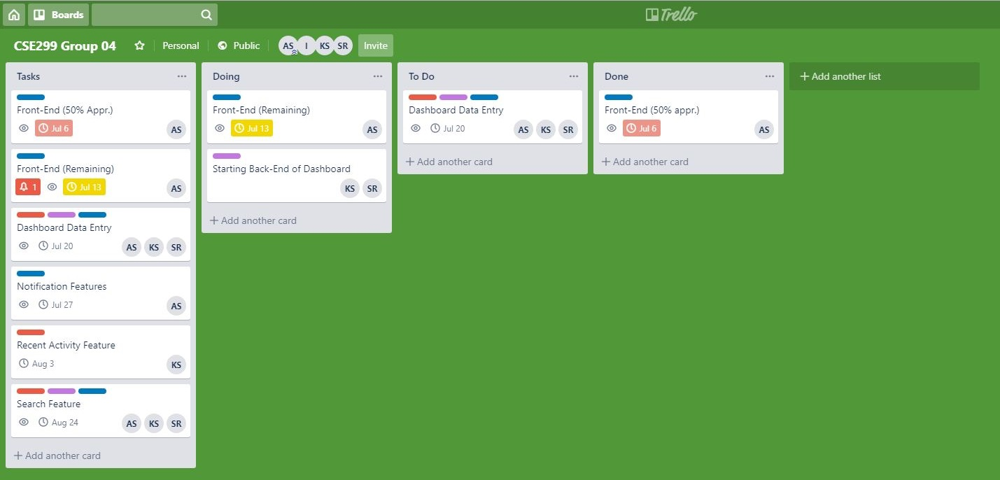 Boards
Trello
CSE299 Group 04
Personal
Public
AS I KS SR
Invite
Tasks
Front-End (50% Appr.)
Jul 6
AS
Front-End (Remaining)
1 Jul 13
AS
Dashboard Data Entry
Jul 20
AS KS SR
Notification Features
Jul 27
AS
Recent Activity Feature
Aug 3
KS
Search Feature
Aug 24
AS KS SR
+ Add another card
Doing
Front-End (Remaining)
Jul 13
AS
Starting Back-End of Dashboard
KS SR
+ Add another card
To Do
Dashboard Data Entry
Jul 20
AS KS SR
+ Add another card
Done
Front-End (50% appr.)
Jul 6
AS
+ Add another card
+ Add another list